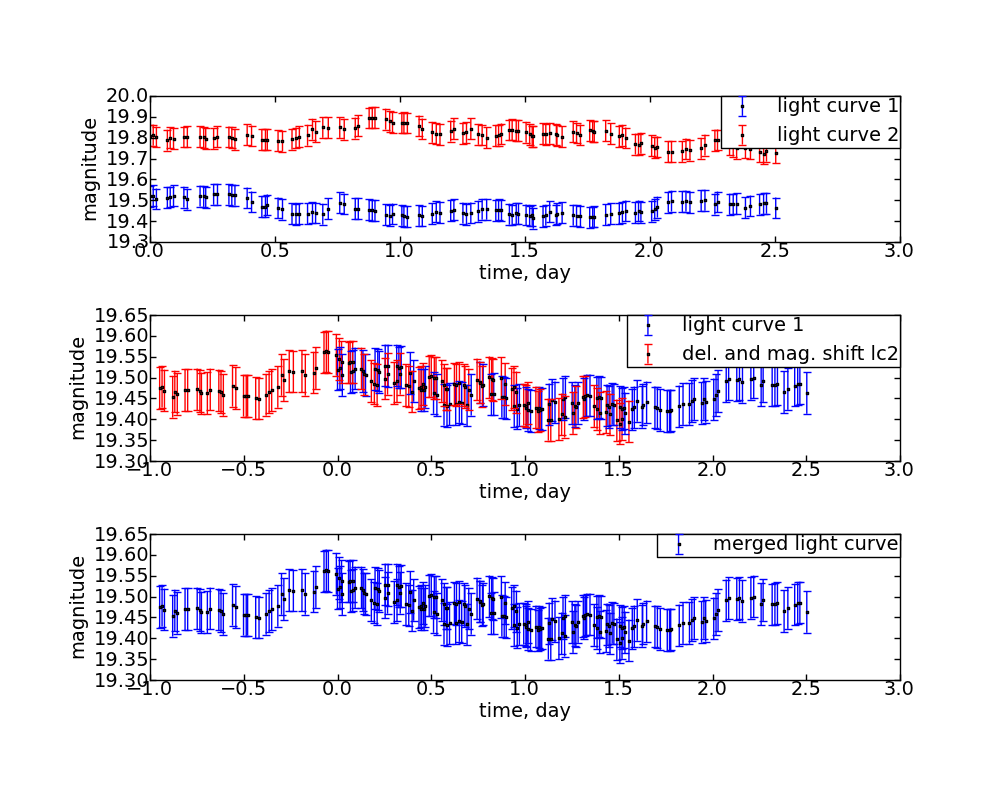 20.0
19.9
19.8
19.7
19.6
19.5
19.4
19.3
magnitude
light curve 1
light curve 2
0.0 0.5 1.0 1.5 2.0 2.5 3.0
time, day
19.65
19.60
19.55
19.50
19.45
19.40
19.35
19.30
magnitude
light curve 1
del. and mag. shift lc2
−1.0 −0.5 0.0 0.5 1.0 1.5 2.0 2.5 3.0
time, day
19.65
19.60
19.55
19.50
19.45
19.40
19.35
19.30
magnitude
merged light curve
−1.0 −0.5 0.0 0.5 1.0 1.5 2.0 2.5 3.0
time, day